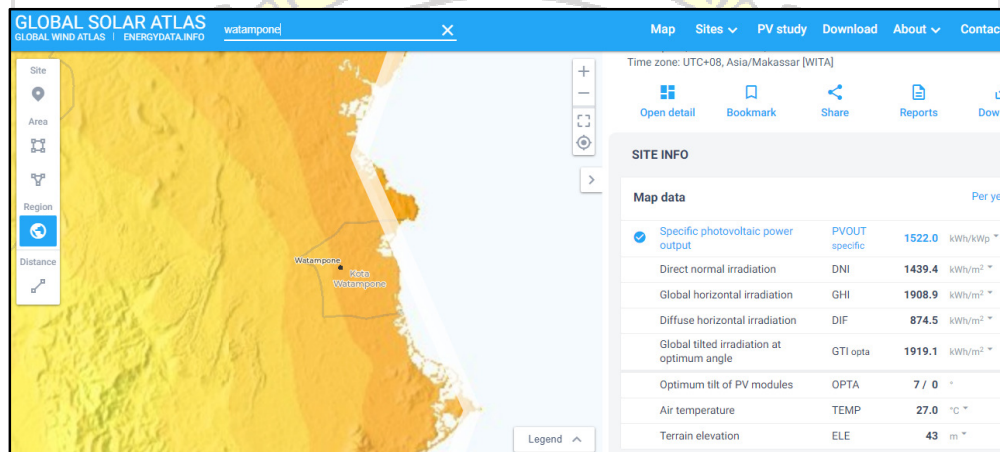 GLOBAL SOLAR ATLAS
GLOBAL WIND ATLAS | ENERGYDATA.INFO
watampone
Map Sites PV study Download About Contac
Time zone: UTC+08, Asia/Makassar [WITA]
Open detail Bookmark Share Reports Dow
SITE INFO
Map data Per ye
Specific photovoltaic power output PVOUT specific 1522.0 kWh/kWp
Direct normal irradiation DNI 1439.4 kWh/m²
Global horizontal irradiation GHI 1908.9 kWh/m²
Diffuse horizontal irradiation DIF 874.5 kWh/m²
Global tilted irradiation at optimum angle GTI opta 1919.1 kWh/m²
Optimum tilt of PV modules OPTA 7 / 0 °
Air temperature TEMP 27.0 °C
Terrain elevation ELE 43 m
Site
Area
Region
Distance
Watampone
Kota
Watampone
Legend